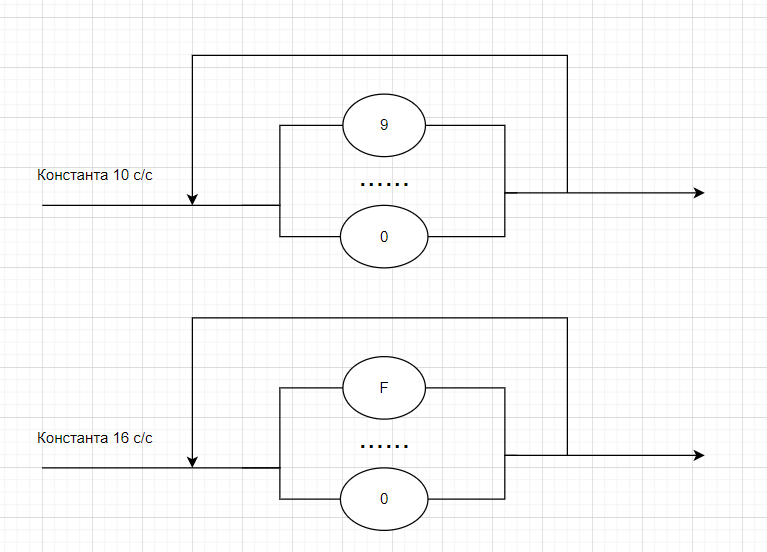 9
Константа 10 с/с
......
0
F
Константа 16 с/с
......
0